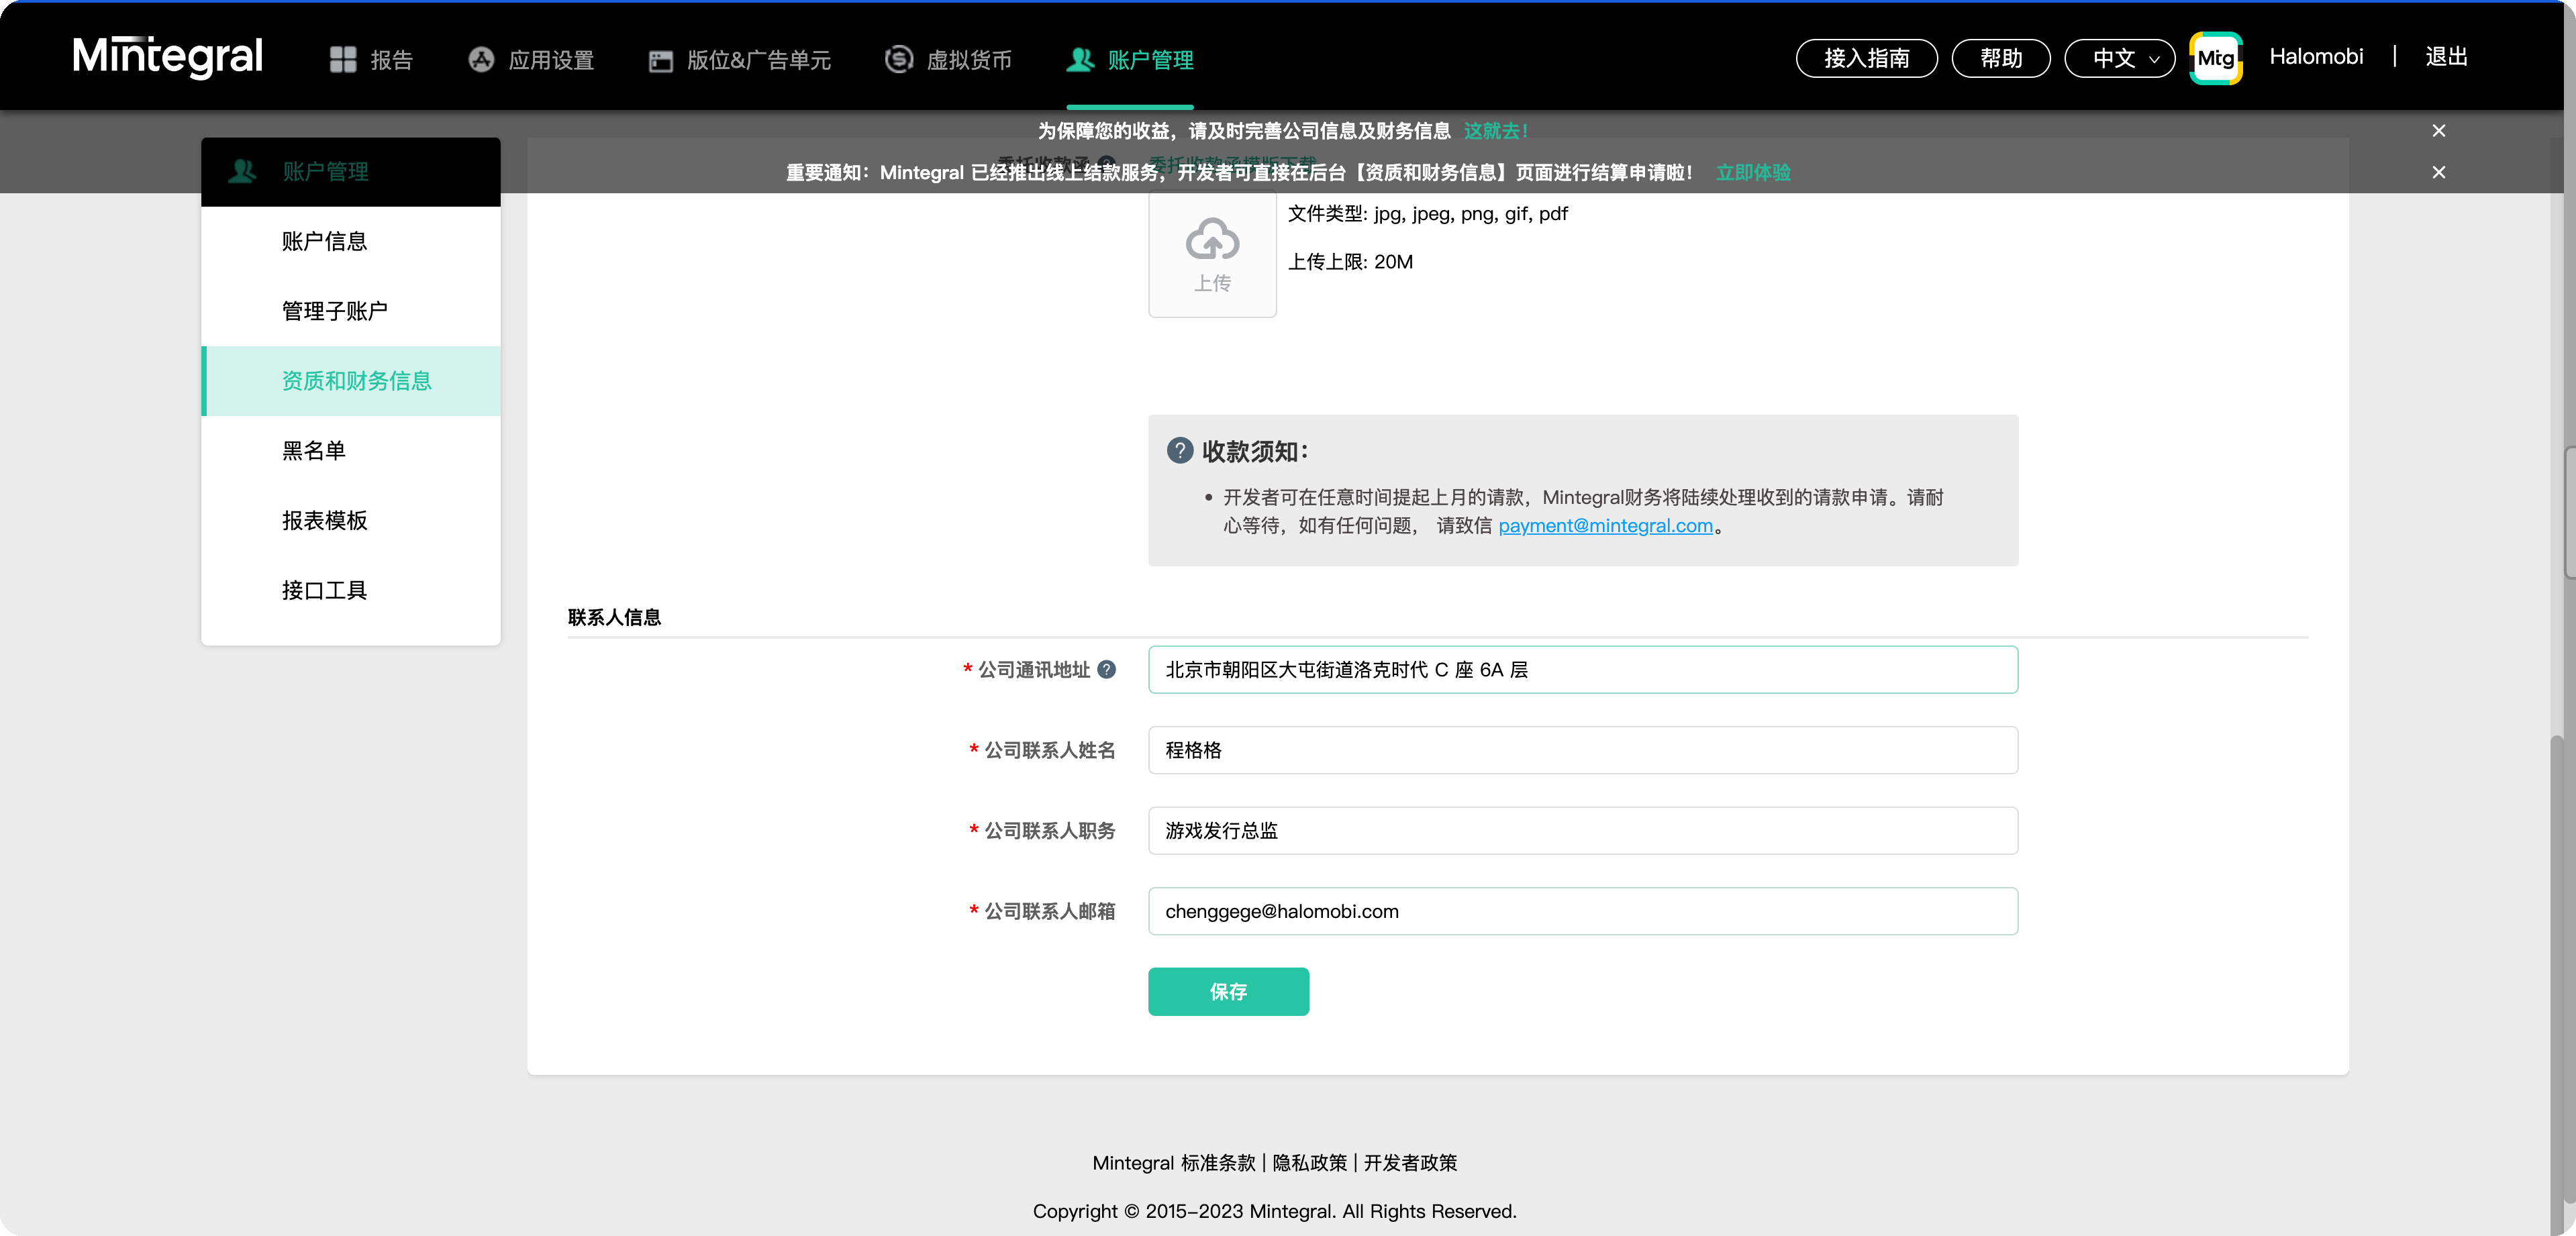 Mintegral
报告
应用设置
版位&广告单元
虚拟货币
账户管理
接入指南
帮助
中文
Mtg
Halomobi | 退出
为保障您的收益，请及时完善公司信息及财务信息 这就去！
委托收款函 委托收款函模版下载
重要通知：Mintegral 已经推出线上结款服务，开发者可直接在后台【资质和财务信息】页面进行结算申请啦！ 立即体验
账户管理
账户信息
管理子账户
资质和财务信息
黑名单
报表模板
接口工具
上传
文件类型: jpg, jpeg, png, gif, pdf
上传上限: 20M
? 收款须知：
• 开发者可在任意时间提起上月的请款，Mintegral财务将陆续处理收到的请款申请。请耐
心等待，如有任何问题， 请致信 payment@mintegral.com。
联系人信息
* 公司通讯地址 ? 北京市朝阳区大屯街道洛克时代 C 座 6A 层
* 公司联系人姓名 程格格
* 公司联系人职务 游戏发行总监
* 公司联系人邮箱 chenggege@halomobi.com
保存
Mintegral 标准条款 | 隐私政策 | 开发者政策
Copyright © 2015-2023 Mintegral. All Rights Reserved.